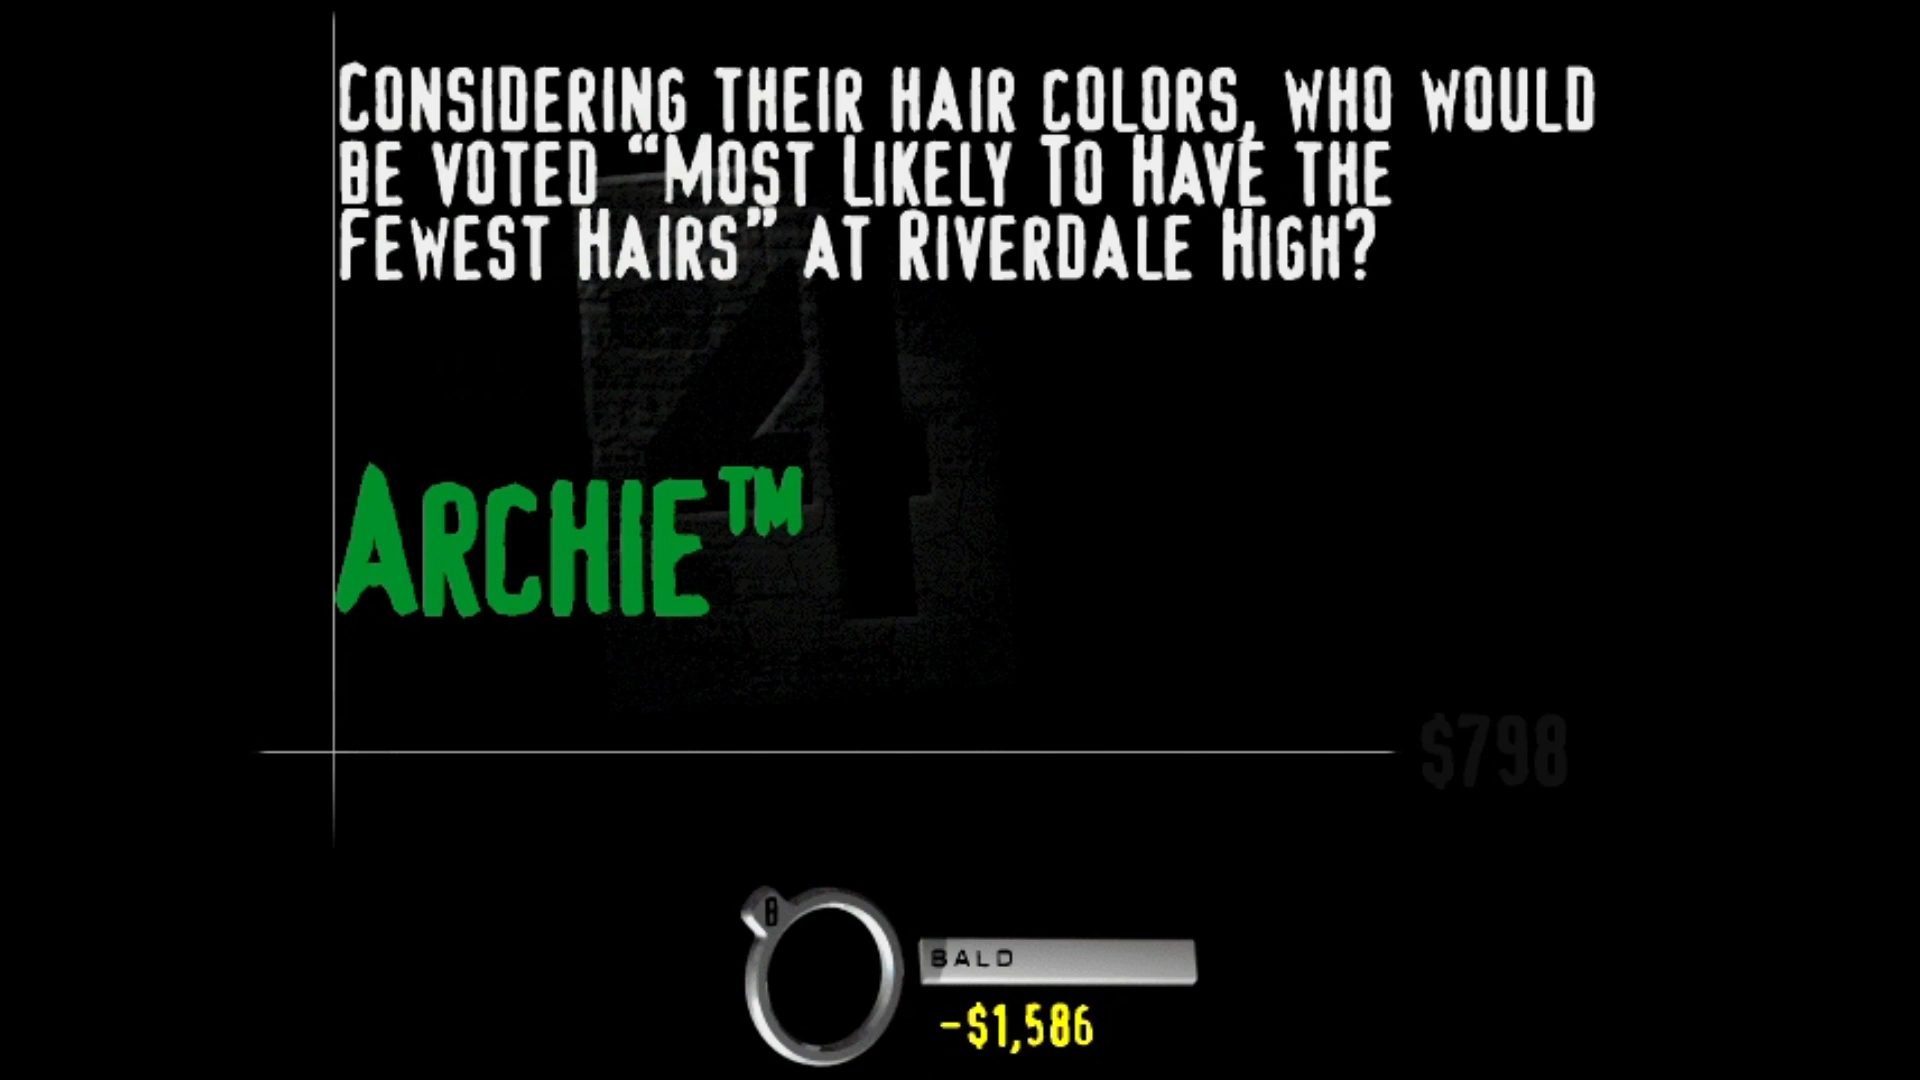 Considering their hair colors, who would
be voted “Most Likely To Have the
Fewest Hairs” at Riverdale High?
Archie™
4
$798
8
BALD
-$1,586